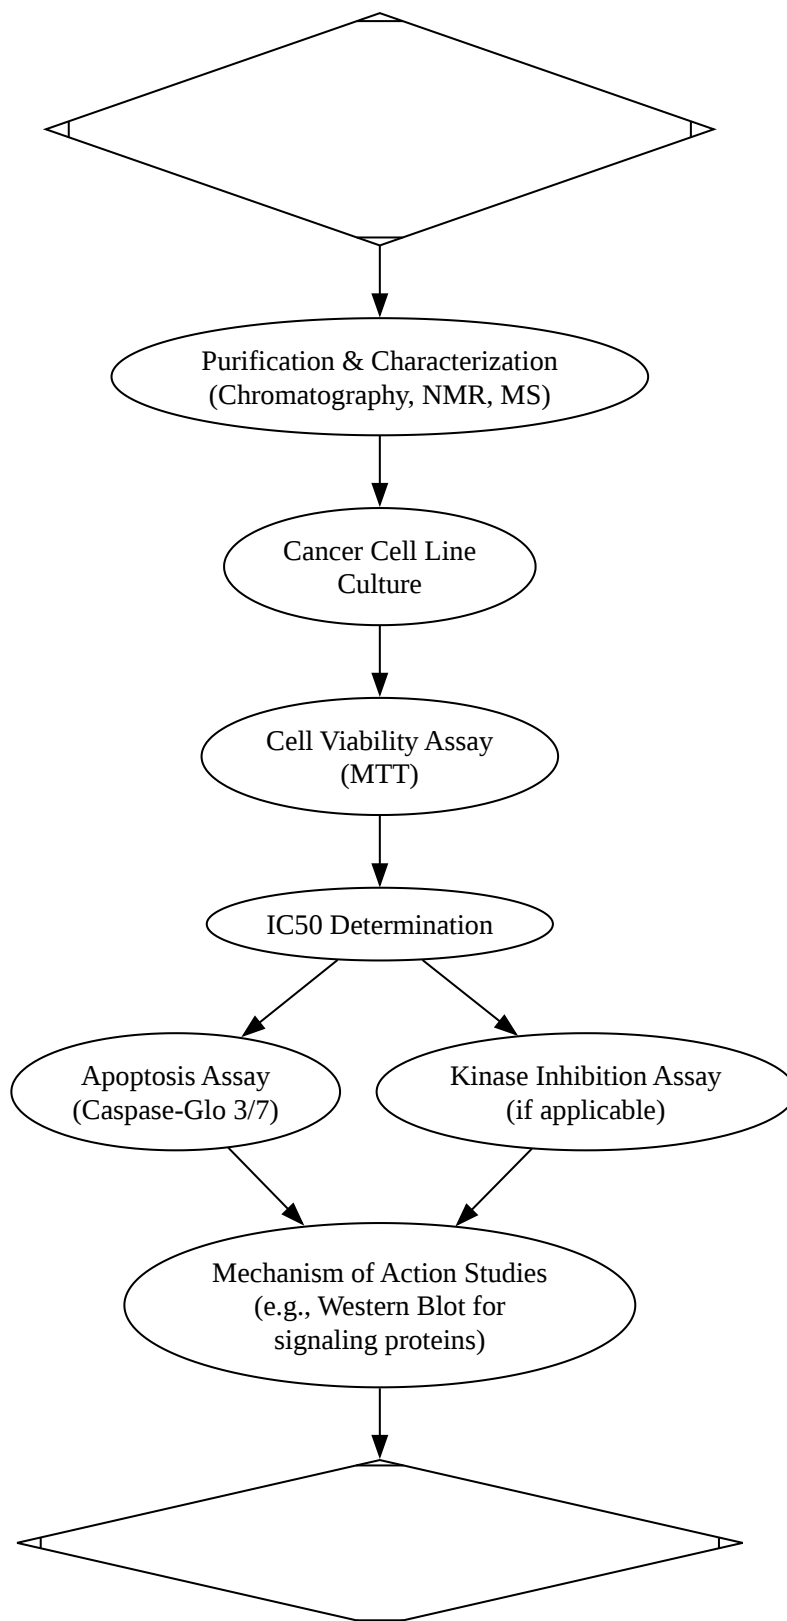 Purification & Characterization
(Chromatography, NMR, MS)
Cancer Cell Line
Culture
Cell Viability Assay
(MTT)
IC50 Determination
Apoptosis Assay
(Caspase-Glo 3/7)
Kinase Inhibition Assay
(if applicable)
Mechanism of Action Studies
(e.g., Western Blot for
signaling proteins)